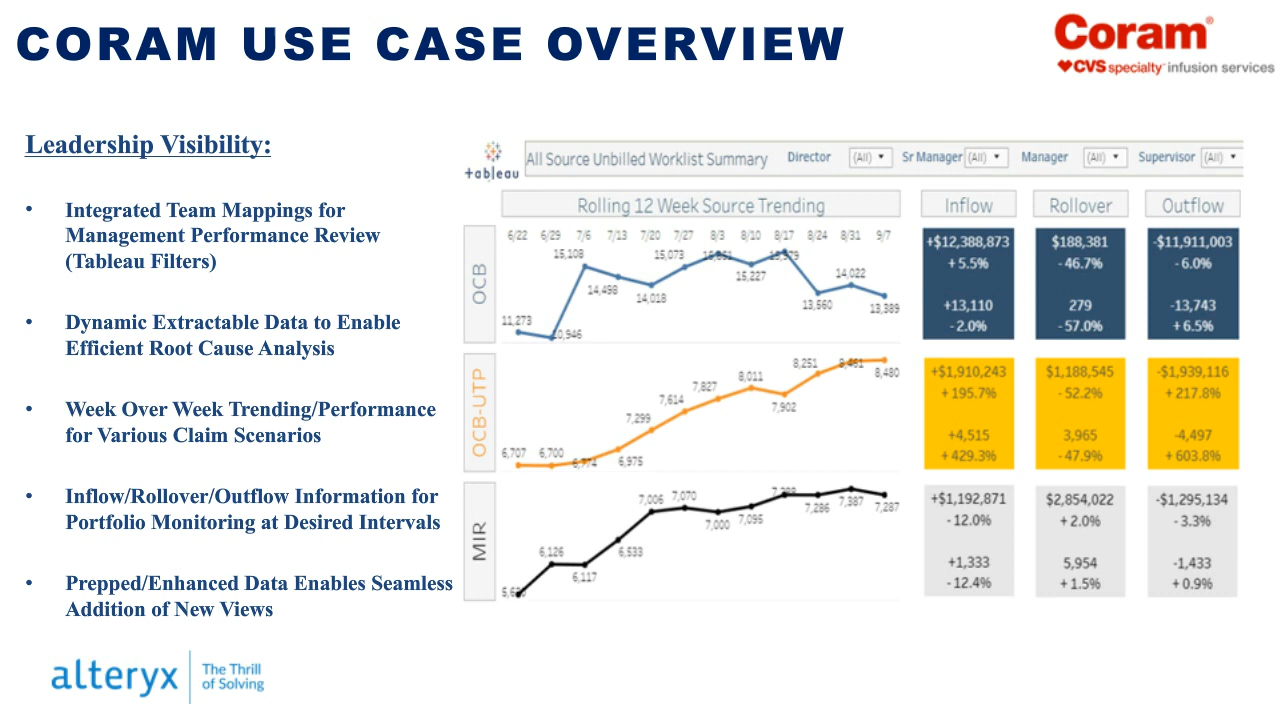 CORAM USE CASE OVERVIEW
Coram®
CVS specialty™ infusion services
Leadership Visibility:
• Integrated Team Mappings for
Management Performance Review
(Tableau Filters)
• Dynamic Extractable Data to Enable
Efficient Root Cause Analysis
• Week Over Week Trending/Performance
for Various Claim Scenarios
• Inflow/Rollover/Outflow Information for
Portfolio Monitoring at Desired Intervals
• Prepped/Enhanced Data Enables Seamless
Addition of New Views
alteryx
The Thrill
of Solving
+ableau
All Source Unbilled Worklist Summary Director (All) Sr Manager (All) Manager (All) Supervisor (All)
Rolling 12 Week Source Trending Inflow Rollover Outflow
6/22 6/29 7/6 7/13 7/20 7/27 8/3 8/10 8/17 8/24 8/31 9/7
OCB
11,273 10,946 15,108 14,498 14,018 15,073 15,227 13,560 14,022 13,389
+$12,388,873 $188,381 -$11,911,003
+ 5.5% - 46.7% - 6.0%
+13,110 279 -13,743
- 2.0% - 57.0% + 6.5%
OCB-UTP
6,707 6,700 6,774 6,975 7,299 7,614 7,827 8,011 7,902 8,251 8,461 8,480
+$1,910,243 $1,188,545 -$1,939,116
+ 195.7% - 52.2% + 217.8%
+4,515 3,965 -4,497
+ 429.3% - 47.9% + 603.8%
MIR
6,126 6,117 6,533 7,006 7,070 7,000 7,095 7,286 7,387 7,287
+$1,192,871 $2,854,022 -$1,295,134
- 12.0% + 2.0% - 3.3%
+1,333 5,954 -1,433
- 12.4% + 1.5% + 0.9%